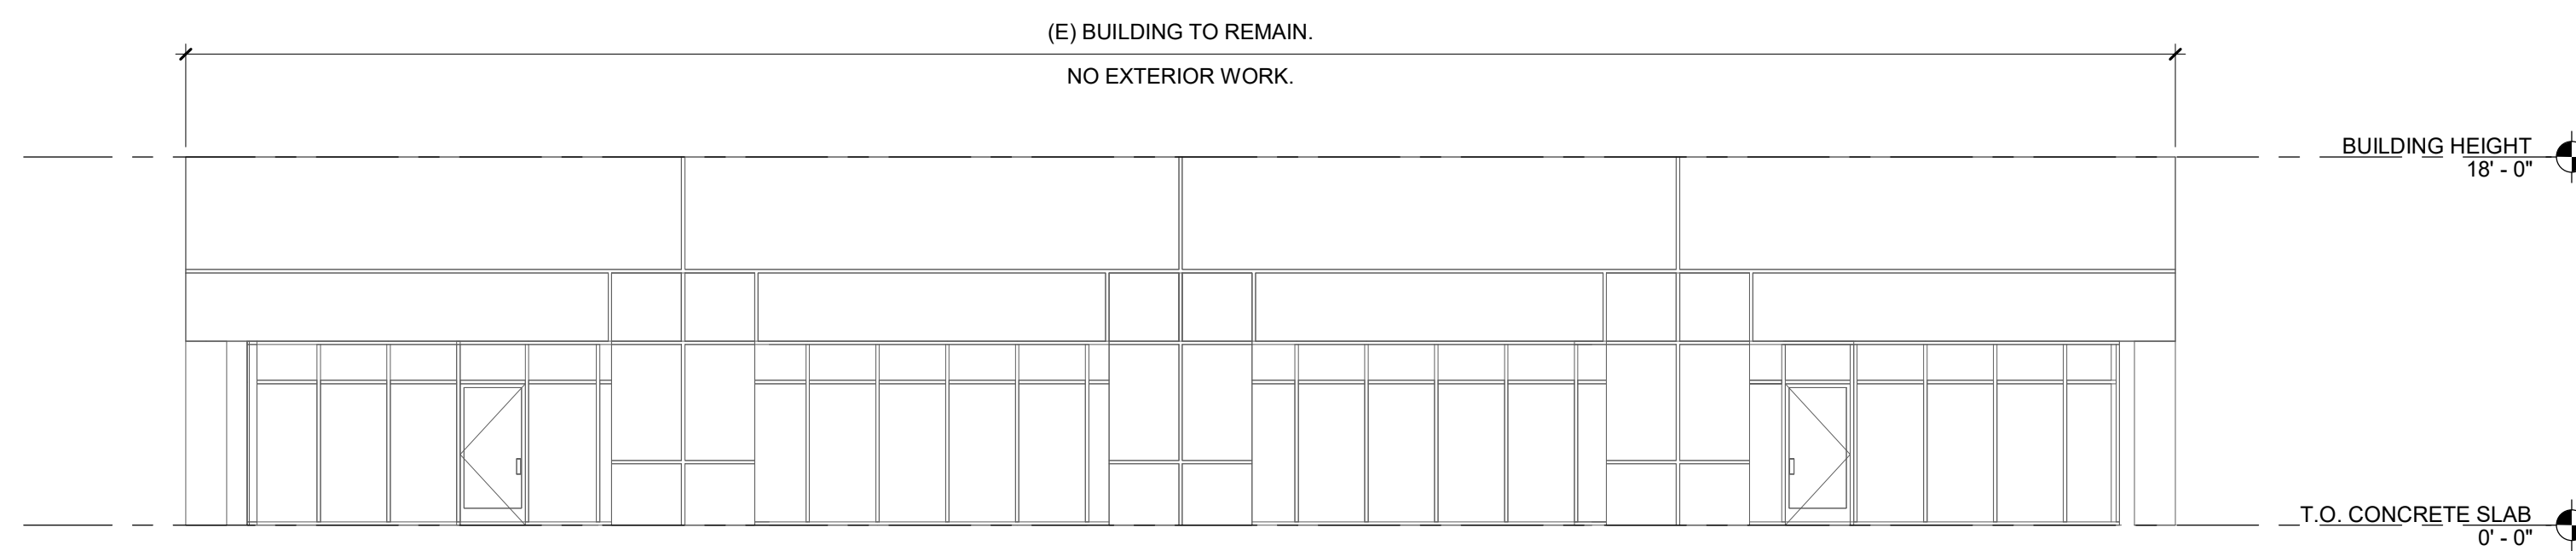 (E) BUILDING TO REMAIN.
NO EXTERIOR WORK.
BUILDING HEIGHT
18' - 0"
T.O. CONCRETE SLAB
0' - 0"